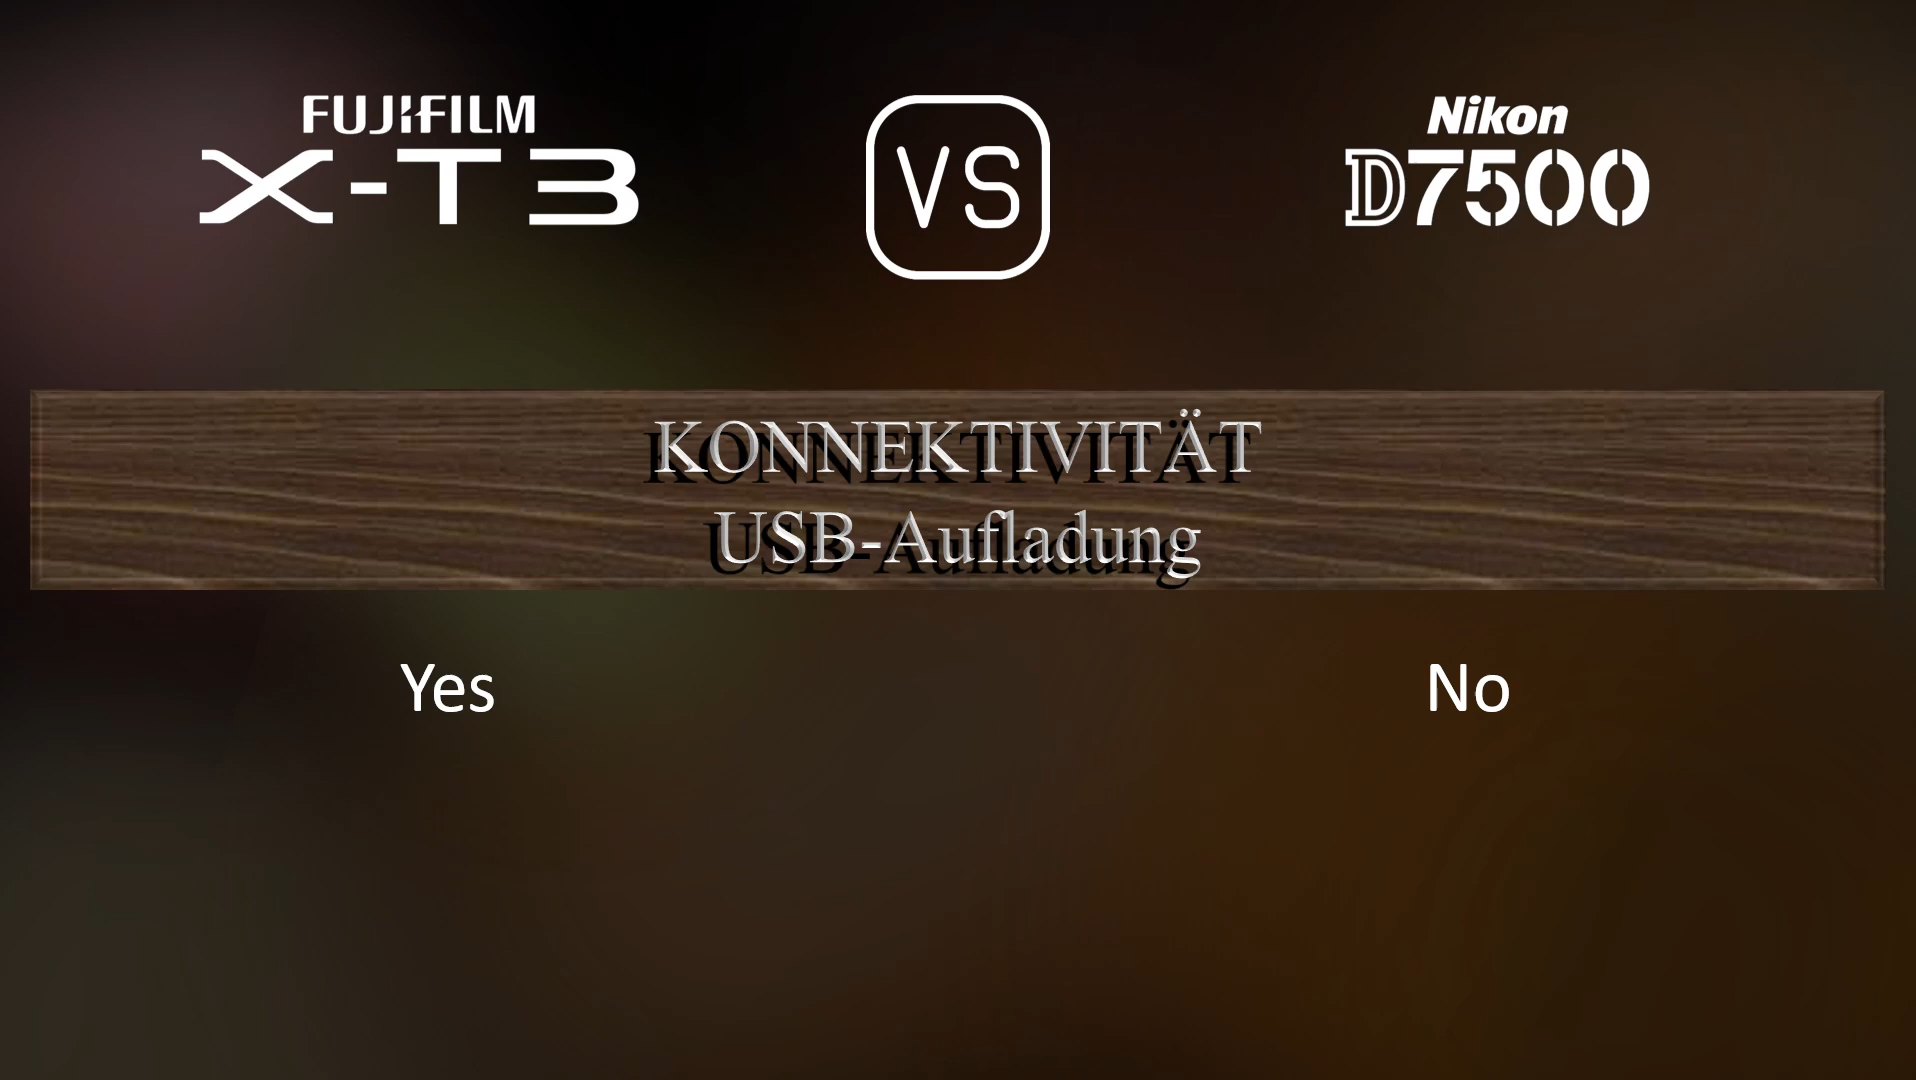 FUJIFILM
X-T3
VS
Nikon
D7500
KONNEKTIVITÄT
USB-Aufladung
Yes
No